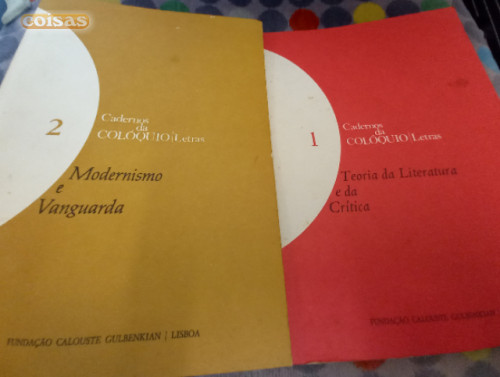 coisas
2
Cadernos
da
COLÓQUIO/Letras
Modernismo
e
Vanguarda
FUNDAÇÃO CALOUSTE GULBENKIAN / LISBOA
1
Cadernos
da
COLÓQUIO/Letras
Teoria da Literatura
e da
Crítica
FUNDAÇÃO CALOUSTE GULBENKIAN